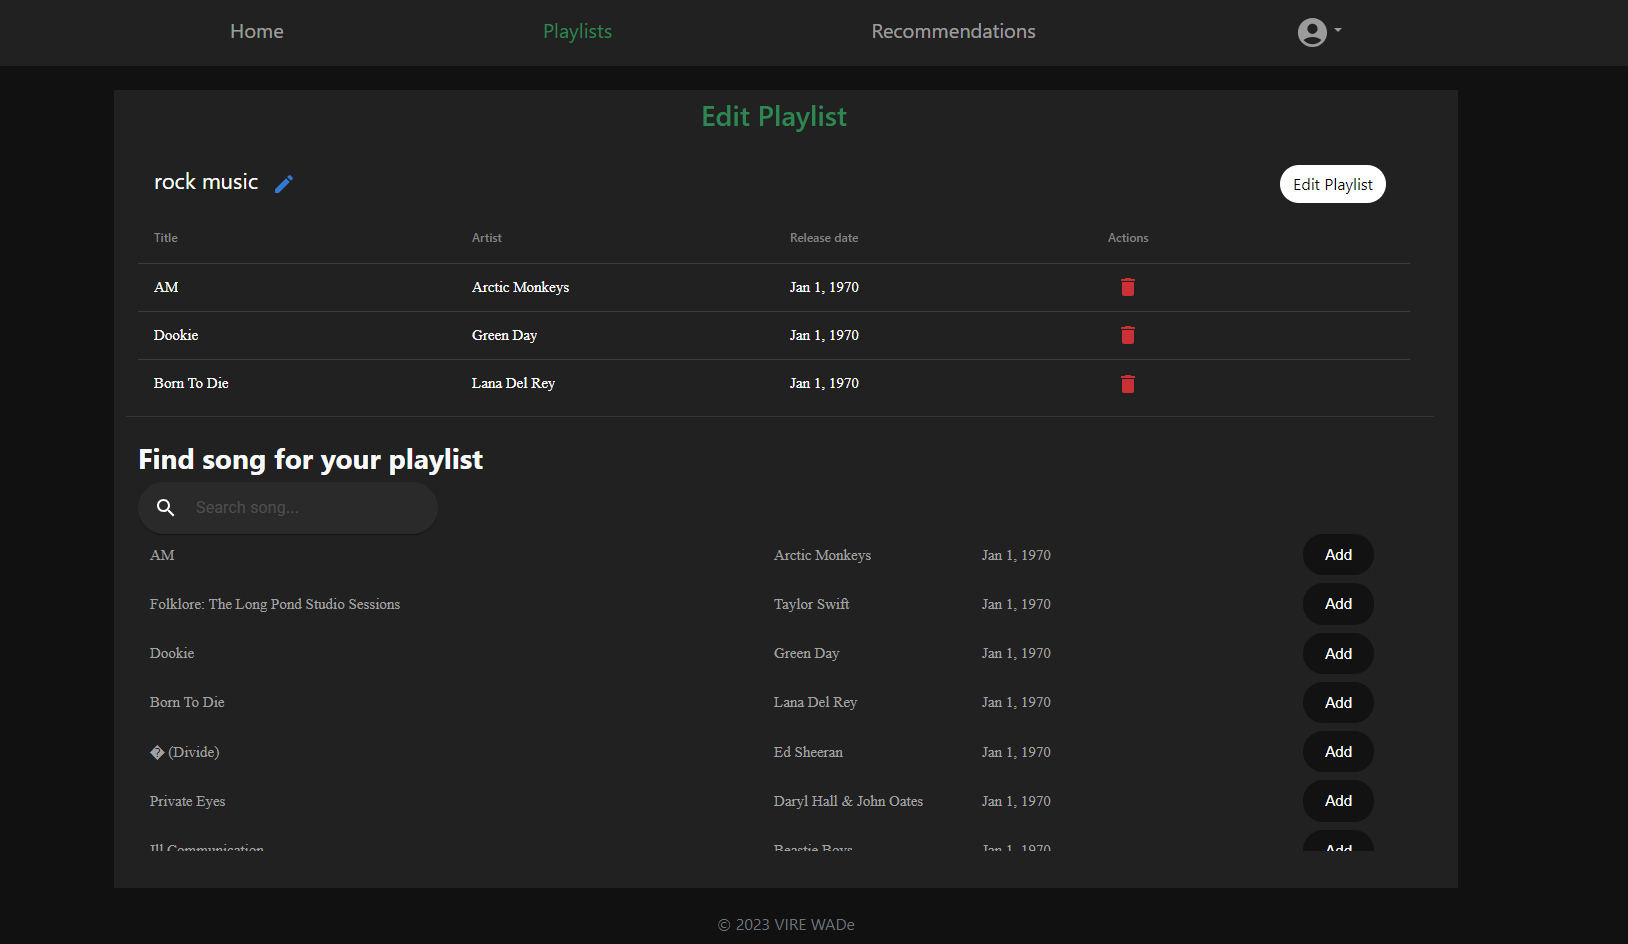 Home Playlists Recommendations
Edit Playlist
rock music Edit Playlist
Title Artist Release date Actions
AM Arctic Monkeys Jan 1, 1970
Dookie Green Day Jan 1, 1970
Born To Die Lana Del Rey Jan 1, 1970
Find song for your playlist
Search song...
AM Arctic Monkeys Jan 1, 1970 Add
Folklore: The Long Pond Studio Sessions Taylor Swift Jan 1, 1970 Add
Dookie Green Day Jan 1, 1970 Add
Born To Die Lana Del Rey Jan 1, 1970 Add
� (Divide) Ed Sheeran Jan 1, 1970 Add
Private Eyes Daryl Hall & John Oates Jan 1, 1970 Add
Ill Communication Beastie Boys Jan 1, 1970 Add
© 2023 VIRE WADe